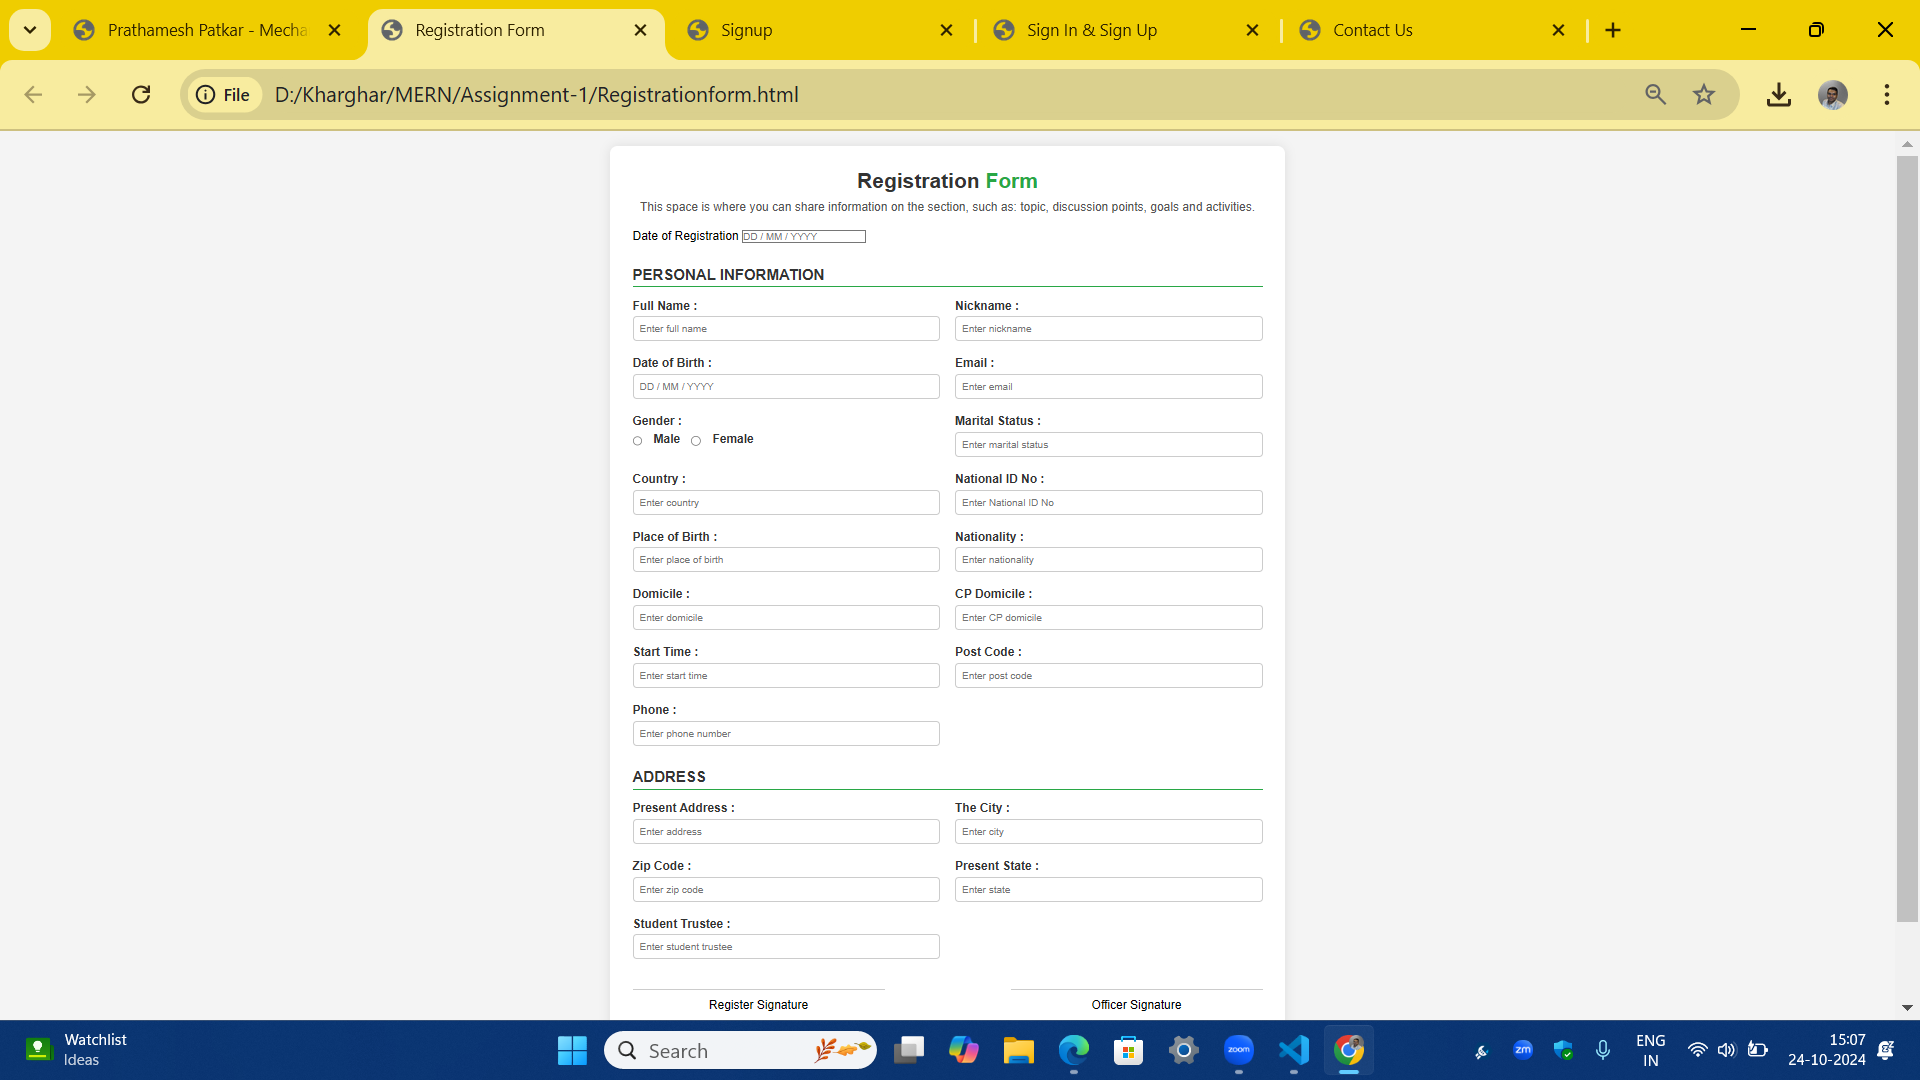 Prathamesh Patkar - Mecha
Registration Form
Signup
Sign In & Sign Up
Contact Us
File
D:/Kharghar/MERN/Assignment-1/Registrationform.html
Registration Form
This space is where you can share information on the section, such as: topic, discussion points, goals and activities.
Date of Registration DD / MM / YYYY
PERSONAL INFORMATION
Full Name : Nickname :
Enter full name Enter nickname
Date of Birth : Email :
DD / MM / YYYY Enter email
Gender : Marital Status :
Male Female
Enter marital status
Country : National ID No :
Enter country Enter National ID No
Place of Birth : Nationality :
Enter place of birth Enter nationality
Domicile : CP Domicile :
Enter domicile Enter CP domicile
Start Time : Post Code :
Enter start time Enter post code
Phone :
Enter phone number
ADDRESS
Present Address : The City :
Enter address Enter city
Zip Code : Present State :
Enter zip code Enter state
Student Trustee :
Enter student trustee
Register Signature Officer Signature
Watchlist
Ideas
Search
zoom
zm
ENG
IN
15:07
24-10-2024